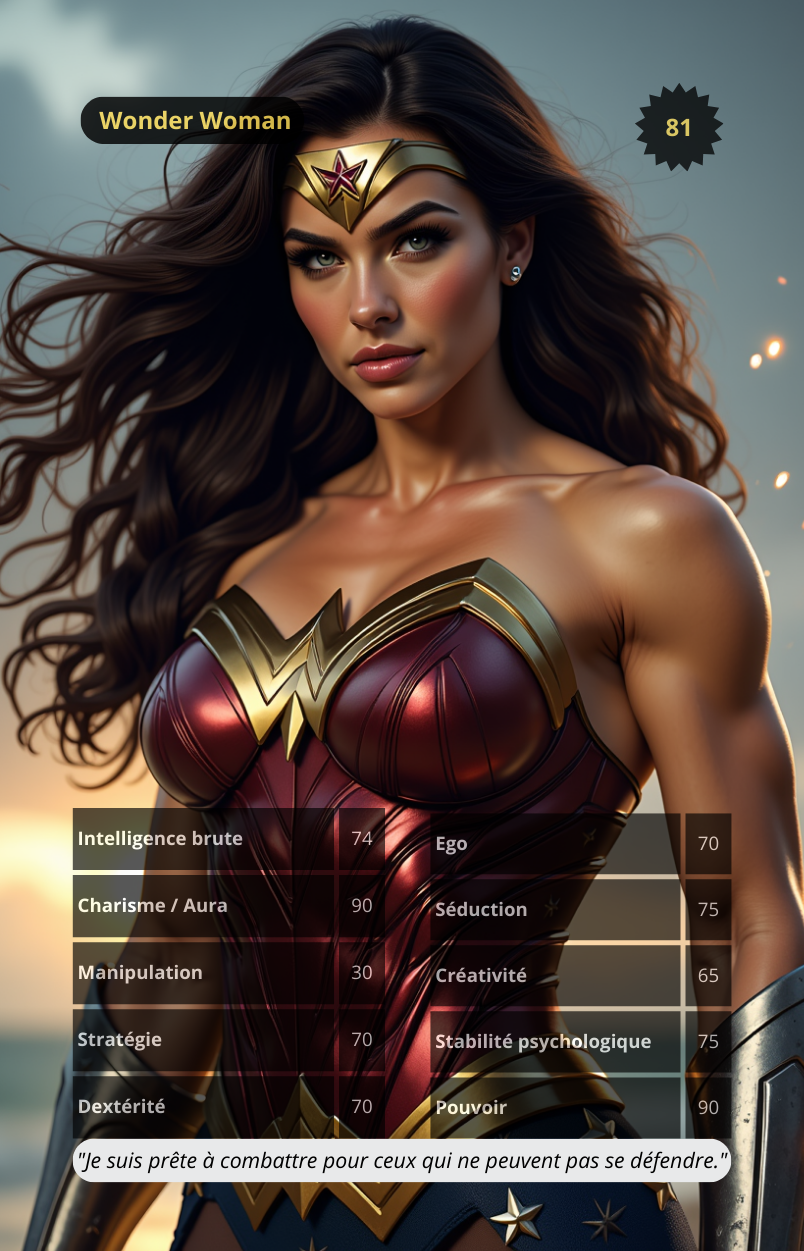 Wonder Woman
81
Intelligence brute 74
Charisme / Aura 90
Manipulation 30
Stratégie 70
Dextérité 70
Ego 70
Séduction 75
Créativité 65
Stabilité psychologique 75
Pouvoir 90
"Je suis prête à combattre pour ceux qui ne peuvent pas se défendre."